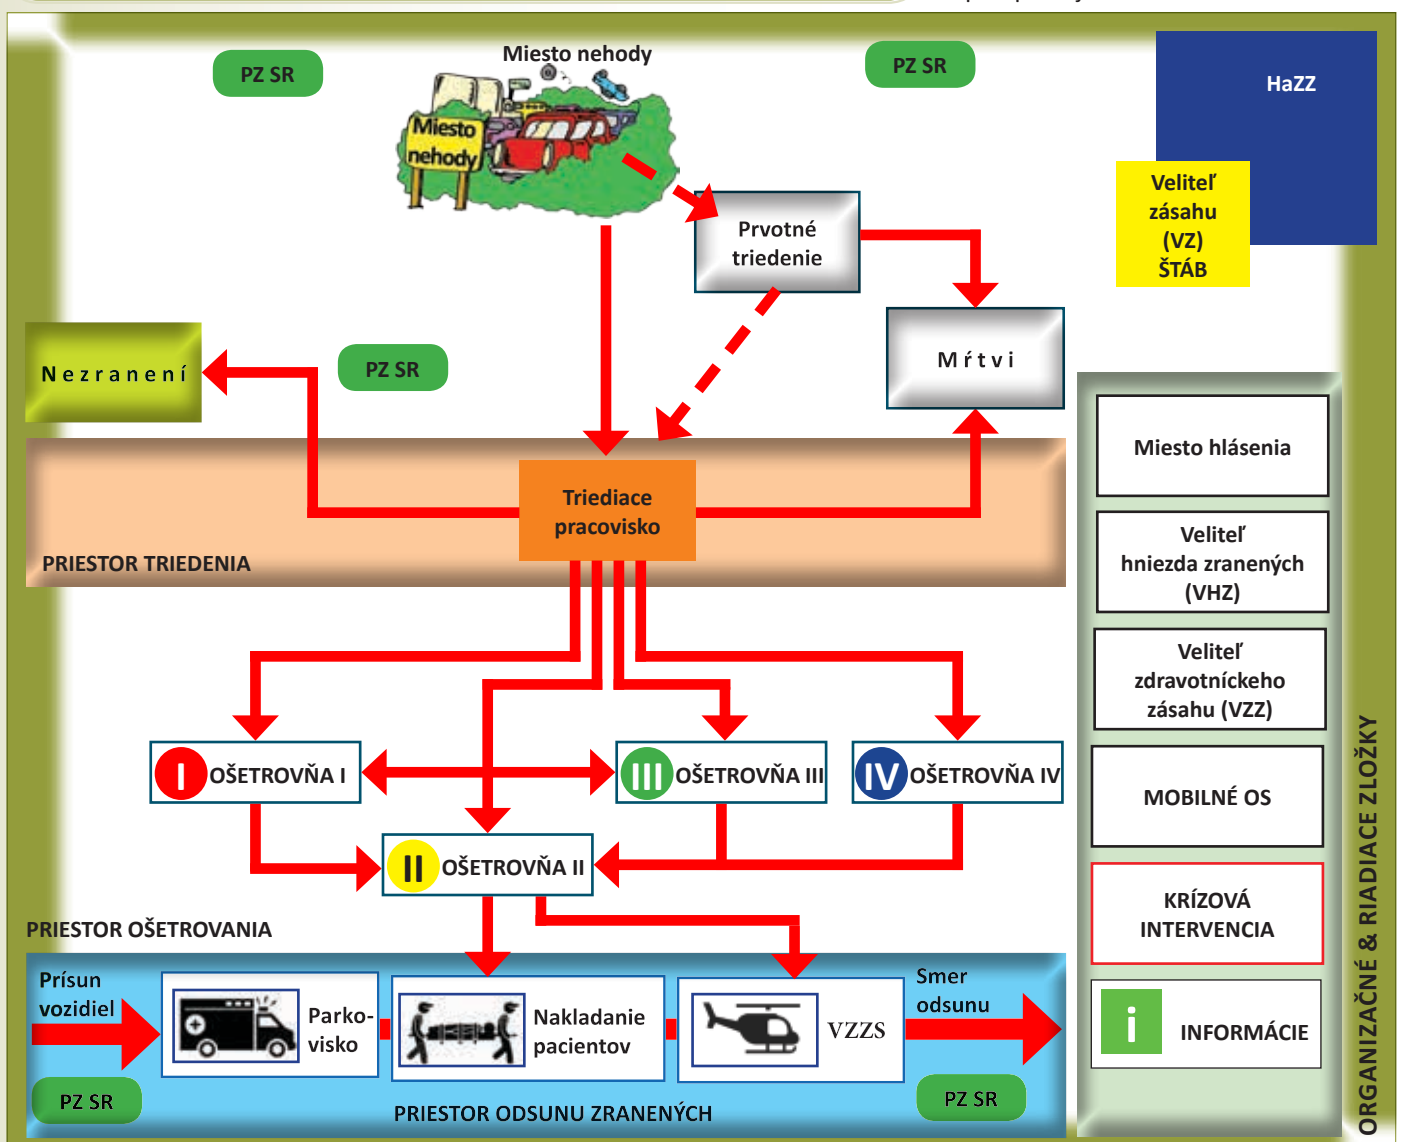 PZ SR
Miesto nehody
PZ SR
HaZZ
Miesto
nehody
Veliteľ
zásahu
(VZ)
ŠTÁB
Prvotné
triedenie
Nezranení
PZ SR
Mŕtvi
Triediace
pracovisko
PRIESTOR TRIEDENIA
Miesto hlásenia
Veliteľ
hniezda zranených
(VHZ)
Veliteľ
zdravotníckeho
zásahu (VZZ)
MOBILNÉ OS
KRÍZOVÁ
INTERVENCIA
i INFORMÁCIE
ORGANIZAČNÉ & RIADIACE ZLOŽKY
I OŠETROVŇA I
III OŠETROVŇA III
IV OŠETROVŇA IV
II OŠETROVŇA II
PRIESTOR OŠETROVANIA
Prísun
vozidiel
Parko-
visko
Nakladanie
pacientov
VZZS
Smer
odsunu
PZ SR
PRIESTOR ODSUNU ZRANENÝCH
PZ SR